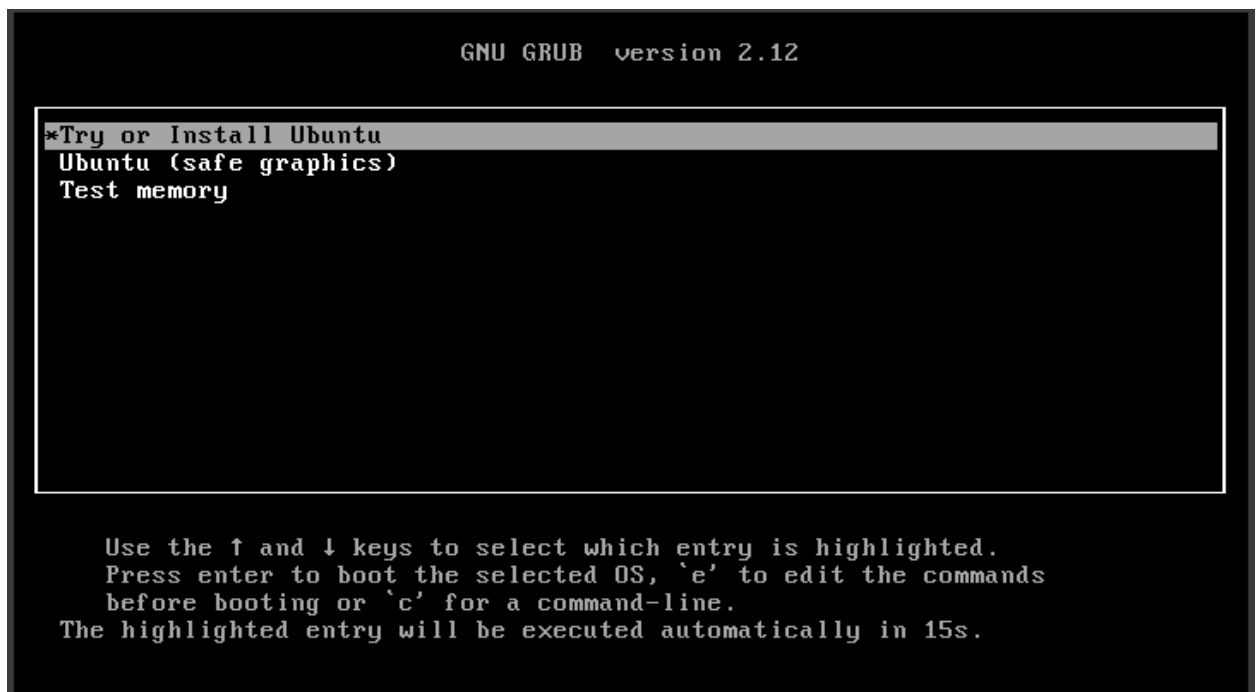 GNU GRUB  version 2.12
*Try or Install Ubuntu
Ubuntu (safe graphics)
Test memory
Use the ↑ and ↓ keys to select which entry is highlighted.
Press enter to boot the selected OS, `e' to edit the commands
before booting or `c' for a command-line.
The highlighted entry will be executed automatically in 15s.